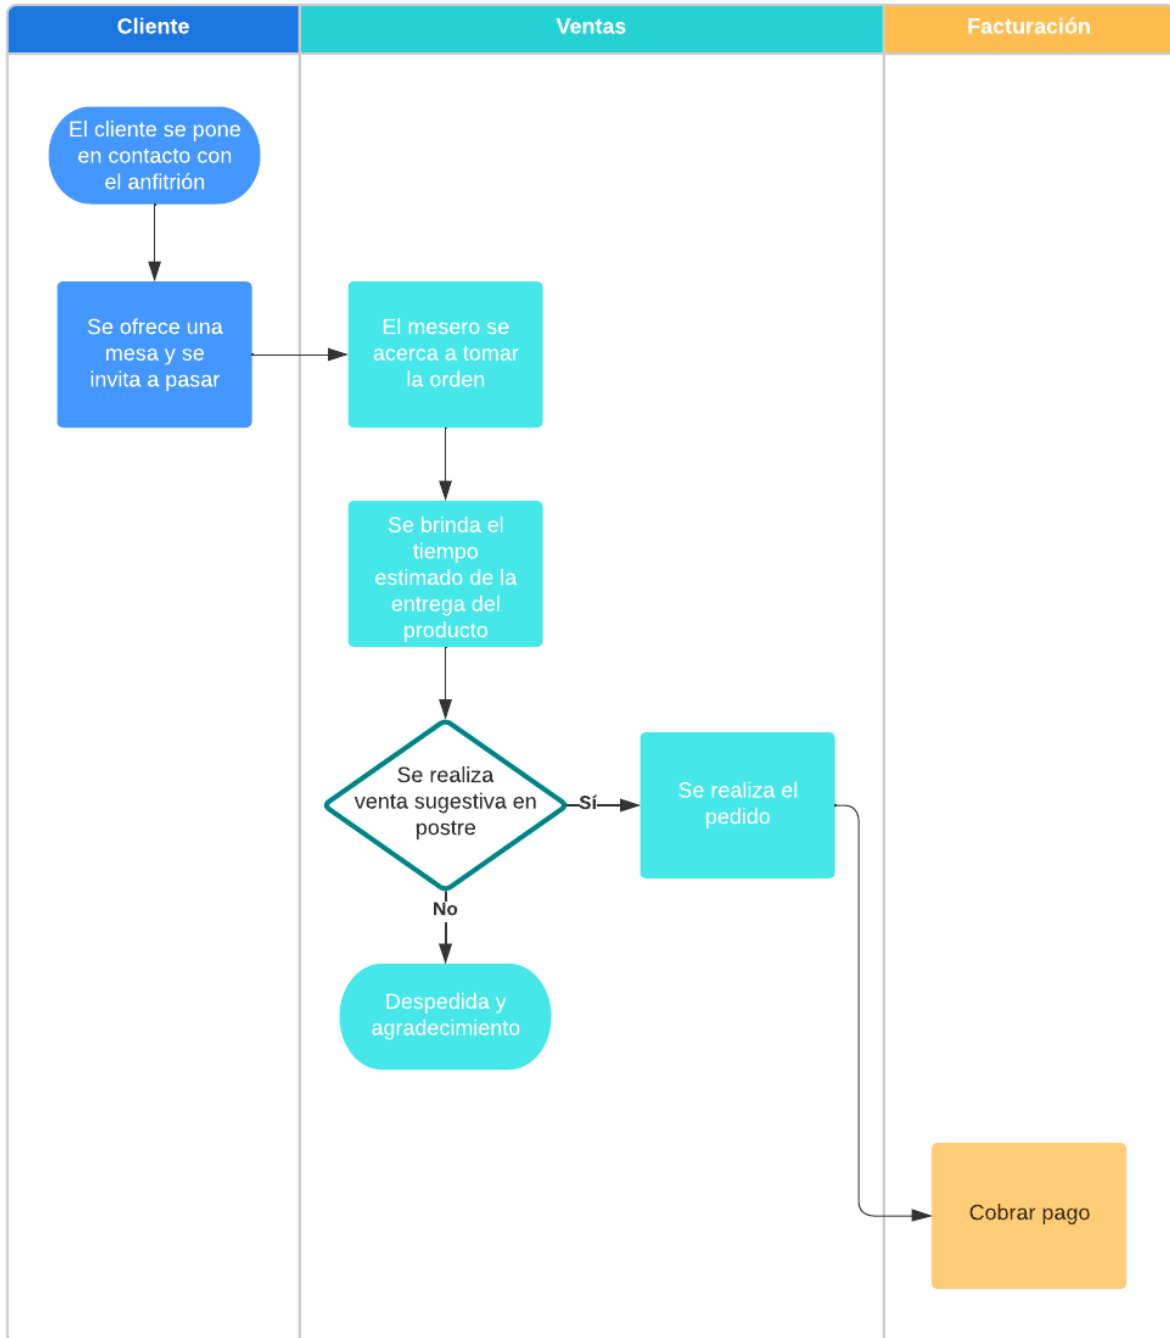 Cliente
Ventas
Facturación
El cliente se pone
en contacto con
el anfitrión
Se ofrece una
mesa y se
invita a pasar
El mesero se
acerca a tomar
la orden
Se brinda el
tiempo
estimado de la
entrega del
producto
Se realiza
venta sugestiva en
postre
Sí
Se realiza el
pedido
No
Despedida y
agradecimiento
Cobrar pago